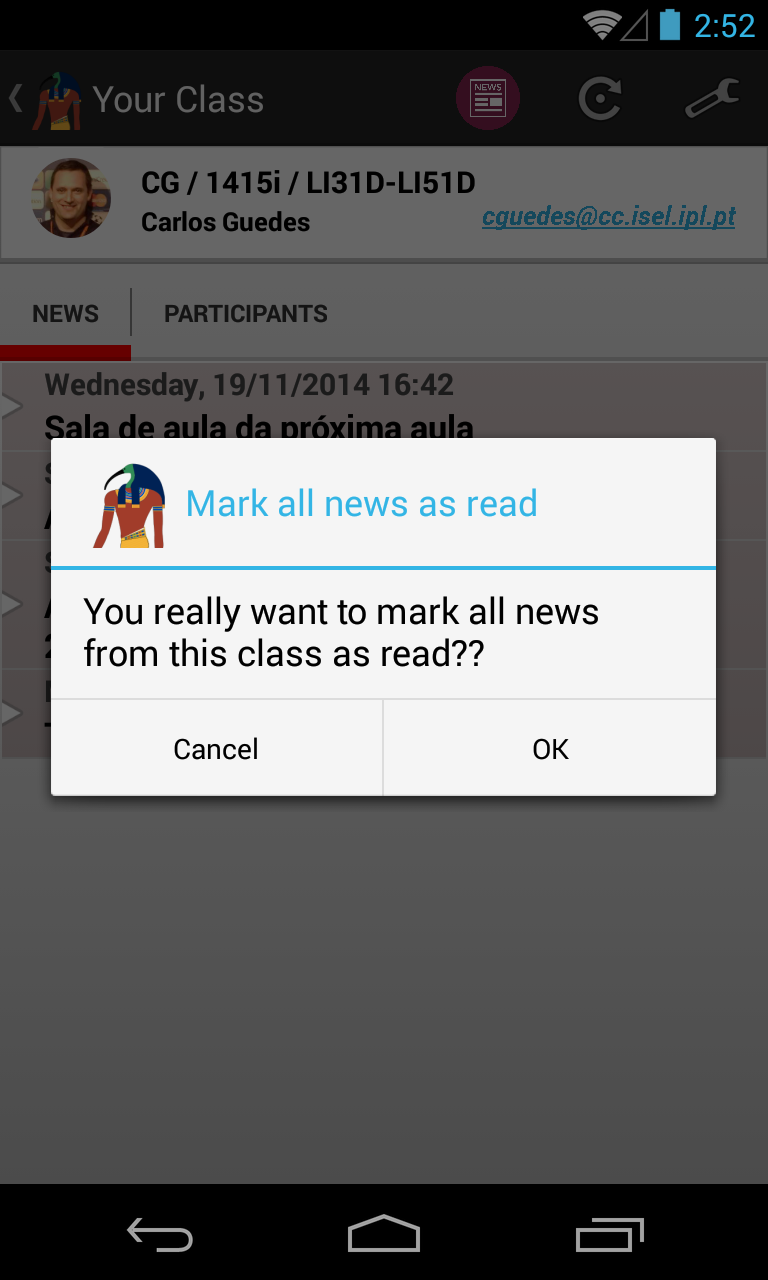 2:52
Your Class
NEWS
CG / 1415i / LI31D-LI51D
Carlos Guedes
cguedes@cc.isel.ipl.pt
NEWS
PARTICIPANTS
Wednesday, 19/11/2014 16:42
Sala de aula da próxima aula
Mark all news as read
You really want to mark all news
from this class as read??
Cancel
OK